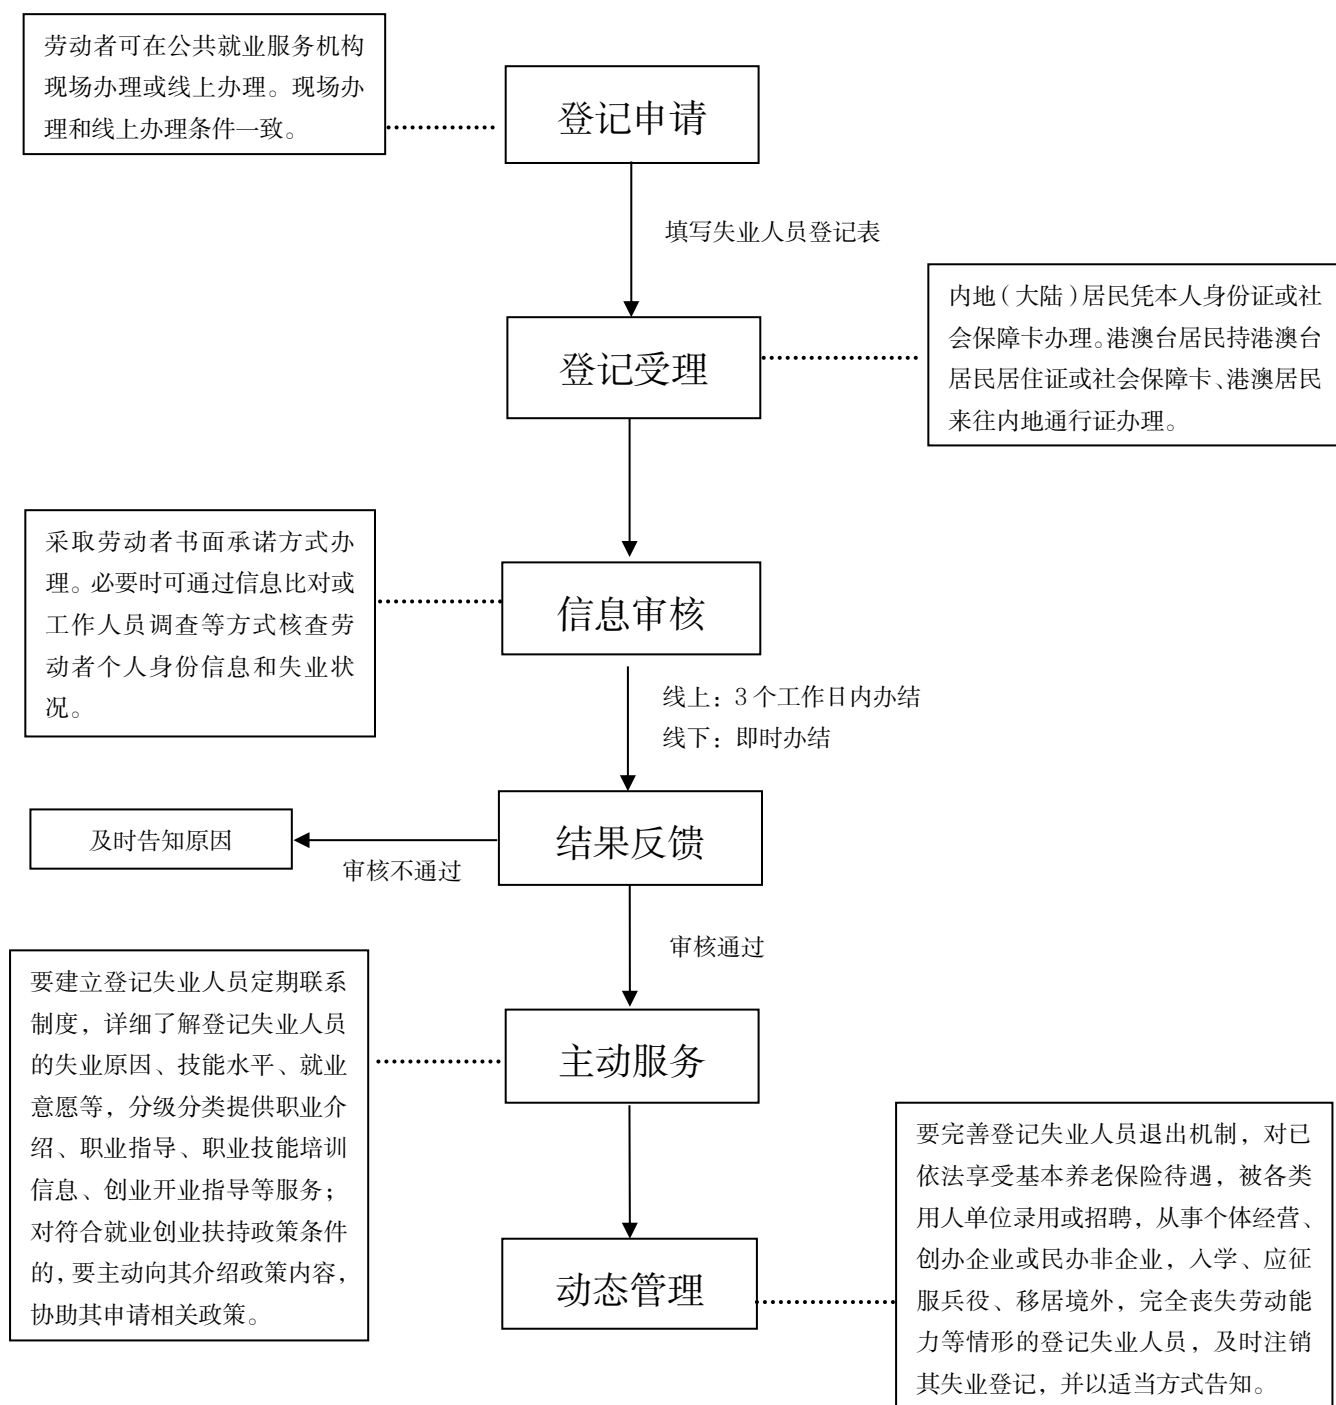 劳动者可在公共就业服务机构
现场办理或线上办理。现场办
理和线上办理条件一致。
登记申请
填写失业人员登记表
内地（大陆）居民凭本人身份证或社
会保障卡办理。港澳台居民持港澳台
居民居住证或社会保障卡、港澳居民
来往内地通行证办理。
登记受理
采取劳动者书面承诺方式办
理。必要时可通过信息比对或
工作人员调查等方式核查劳
动者个人身份信息和失业状
况。
信息审核
线上：3个工作日内办结
线下：即时办结
结果反馈
及时告知原因
审核不通过
审核通过
要建立登记失业人员定期联系
制度，详细了解登记失业人员
的失业原因、技能水平、就业
意愿等，分级分类提供职业介
绍、职业指导、职业技能培训
信息、创业开业指导等服务；
对符合就业创业扶持政策条件
的，要主动向其介绍政策内容，
协助其申请相关政策。
主动服务
要完善登记失业人员退出机制，对已
依法享受基本养老保险待遇，被各类
用人单位录用或招聘，从事个体经营、
创办企业或民办非企业，入学、应征
服兵役、移居境外，完全丧失劳动能
力等情形的登记失业人员，及时注销
其失业登记，并以适当方式告知。
动态管理